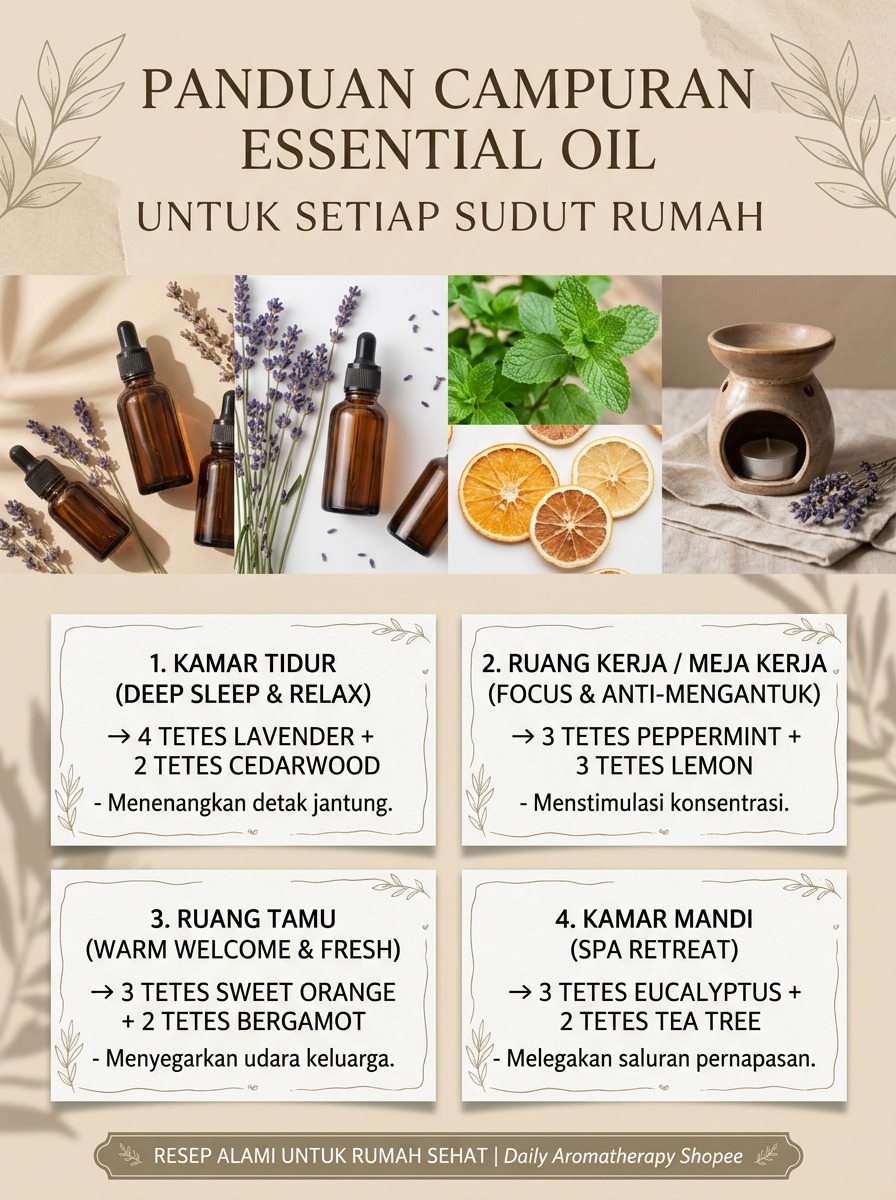 PANDUAN CAMPURAN
ESSENTIAL OIL
UNTUK SETIAP SUDUT RUMAH
1. KAMAR TIDUR
(DEEP SLEEP & RELAX)
→ 4 TETES LAVENDER +
2 TETES CEDARWOOD
- Menenangkan detak jantung.
2. RUANG KERJA / MEJA KERJA
(FOCUS & ANTI-MENGANTUK)
→ 3 TETES PEPPERMINT +
3 TETES LEMON
- Menstimulasi konsentrasi.
3. RUANG TAMU
(WARM WELCOME & FRESH)
→ 3 TETES SWEET ORANGE
+ 2 TETES BERGAMOT
- Menyegarkan udara keluarga.
4. KAMAR MANDI
(SPA RETREAT)
→ 3 TETES EUCALYPTUS +
2 TETES TEA TREE
- Melegakan saluran pernapasan.
RESEP ALAMI UNTUK RUMAH SEHAT | Daily Aromatherapy Shopee